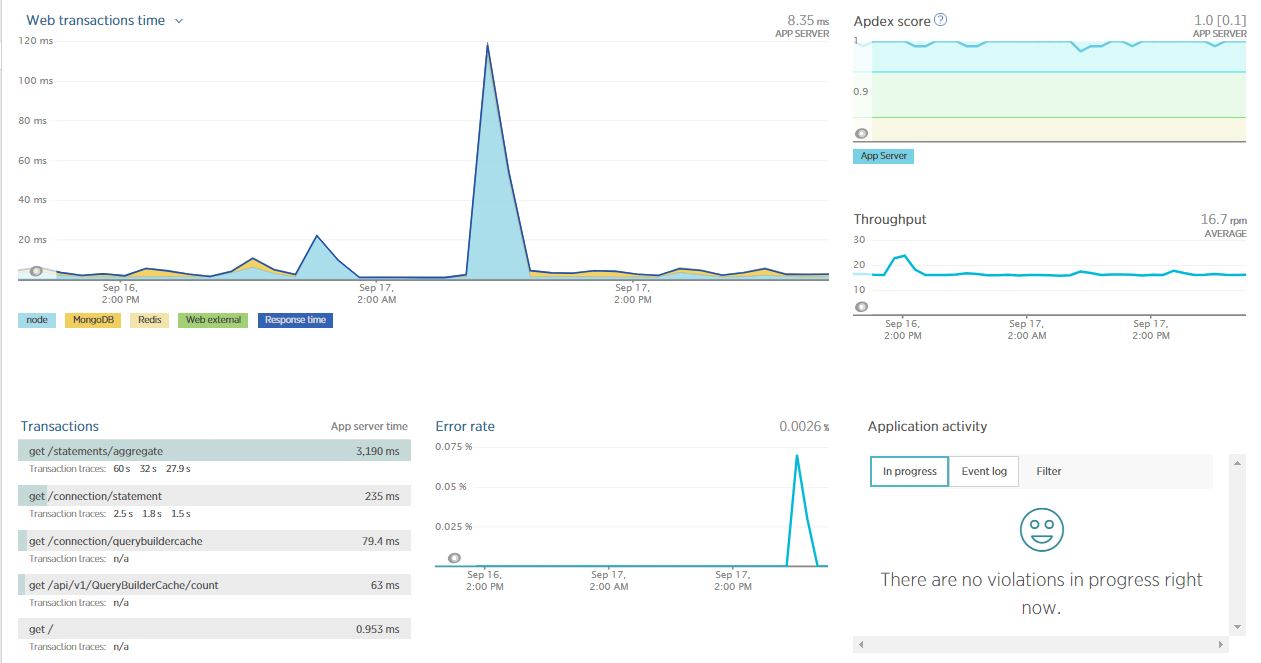 Web transactions time
8.35 ms
APP SERVER
120 ms
100 ms
80 ms
60 ms
40 ms
20 ms
Sep 16,
2:00 PM
Sep 17,
2:00 AM
Sep 17,
2:00 PM
node MongoDB Redis Web external Response time
Apdex score ?
1.0 [0.1]
APP SERVER
1
0.9
App Server
Throughput
16.7 rpm
AVERAGE
30
20
10
Sep 16,
2:00 PM
Sep 17,
2:00 AM
Sep 17,
2:00 PM
Transactions App server time
get /statements/aggregate 3,190 ms
Transaction traces: 60 s 32 s 27.9 s
get /connection/statement 235 ms
Transaction traces: 2.5 s 1.8 s 1.5 s
get /connection/querybuildercache 79.4 ms
Transaction traces: n/a
get /api/v1/QueryBuilderCache/count 63 ms
Transaction traces: n/a
get / 0.953 ms
Transaction traces: n/a
Error rate
0.0026 %
0.075 %
0.05 %
0.025 %
Sep 16,
2:00 PM
Sep 17,
2:00 AM
Sep 17,
2:00 PM
Application activity
In progress Event log Filter
There are no violations in progress right
now.